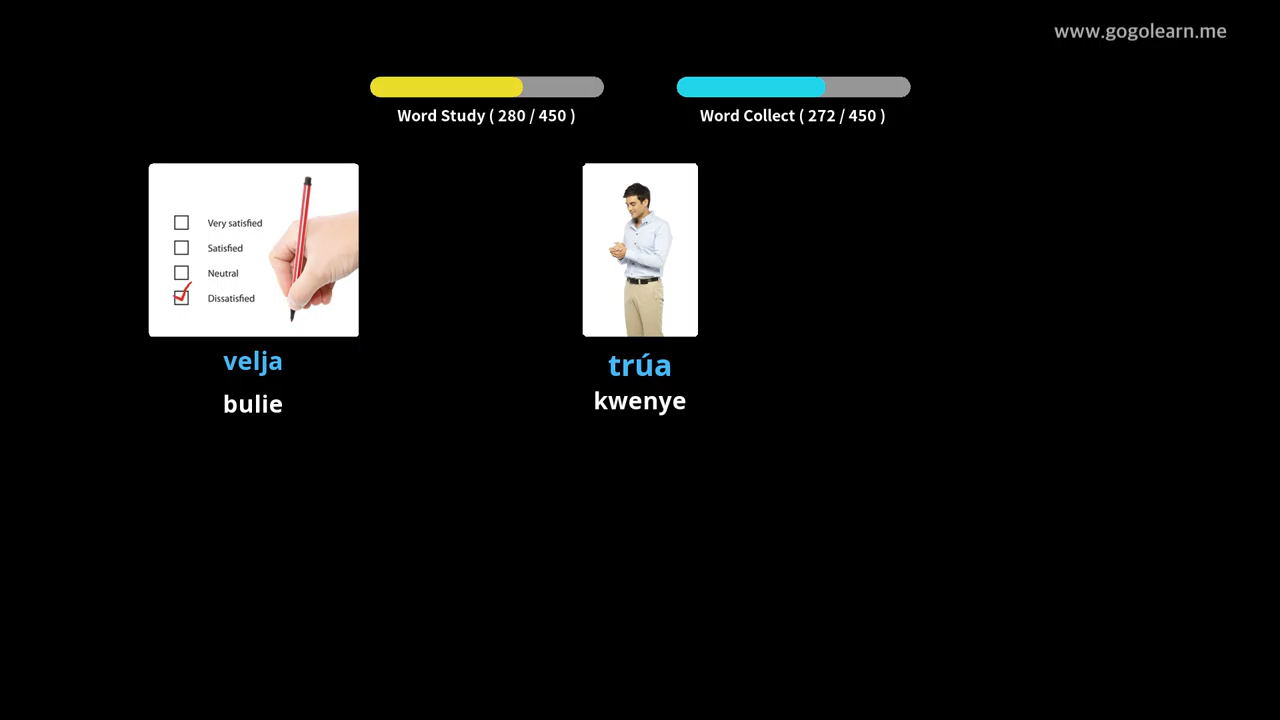 www.gogolearn.me
Word Study ( 280 / 450 )
Word Collect ( 272 / 450 )
Very satisfied
Satisfied
Neutral
Dissatisfied
velja
bulie
trúa
kwenye